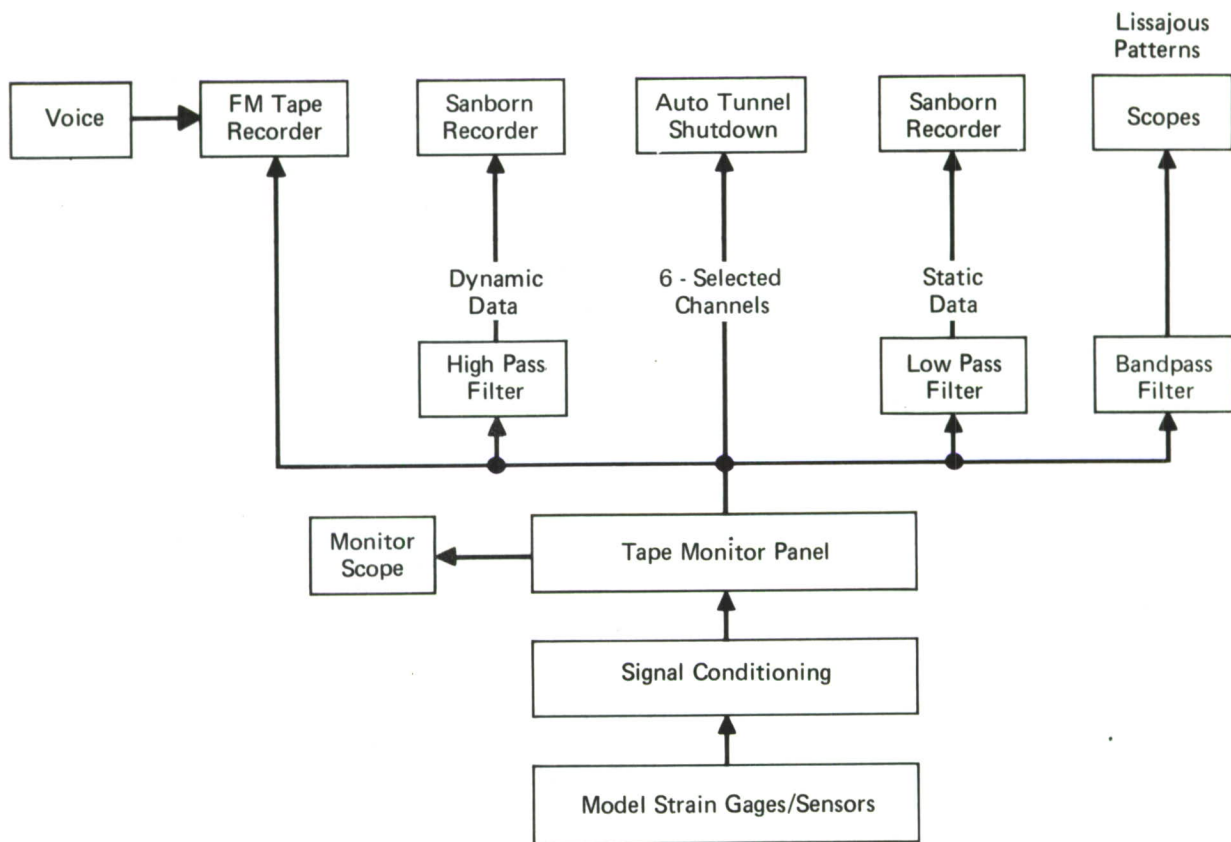 Lissajous
Patterns
Voice
FM Tape
Recorder
Sanborn
Recorder
Auto Tunnel
Shutdown
Sanborn
Recorder
Scopes
Dynamic
Data
6 - Selected
Channels
Static
Data
High Pass
Filter
Low Pass
Filter
Bandpass
Filter
Monitor
Scope
Tape Monitor Panel
Signal Conditioning
Model Strain Gages/Sensors